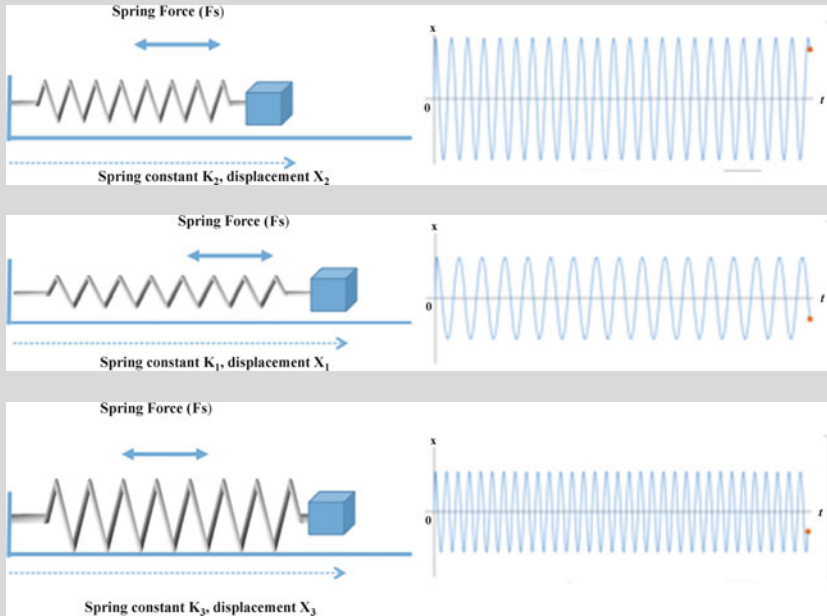 Spring Force (Fs)
x
0
t
Spring constant K₂, displacement X₂
Spring Force (Fs)
x
0
t
Spring constant K₁, displacement X₁
Spring Force (Fs)
x
0
t
Spring constant K₃, displacement X₃